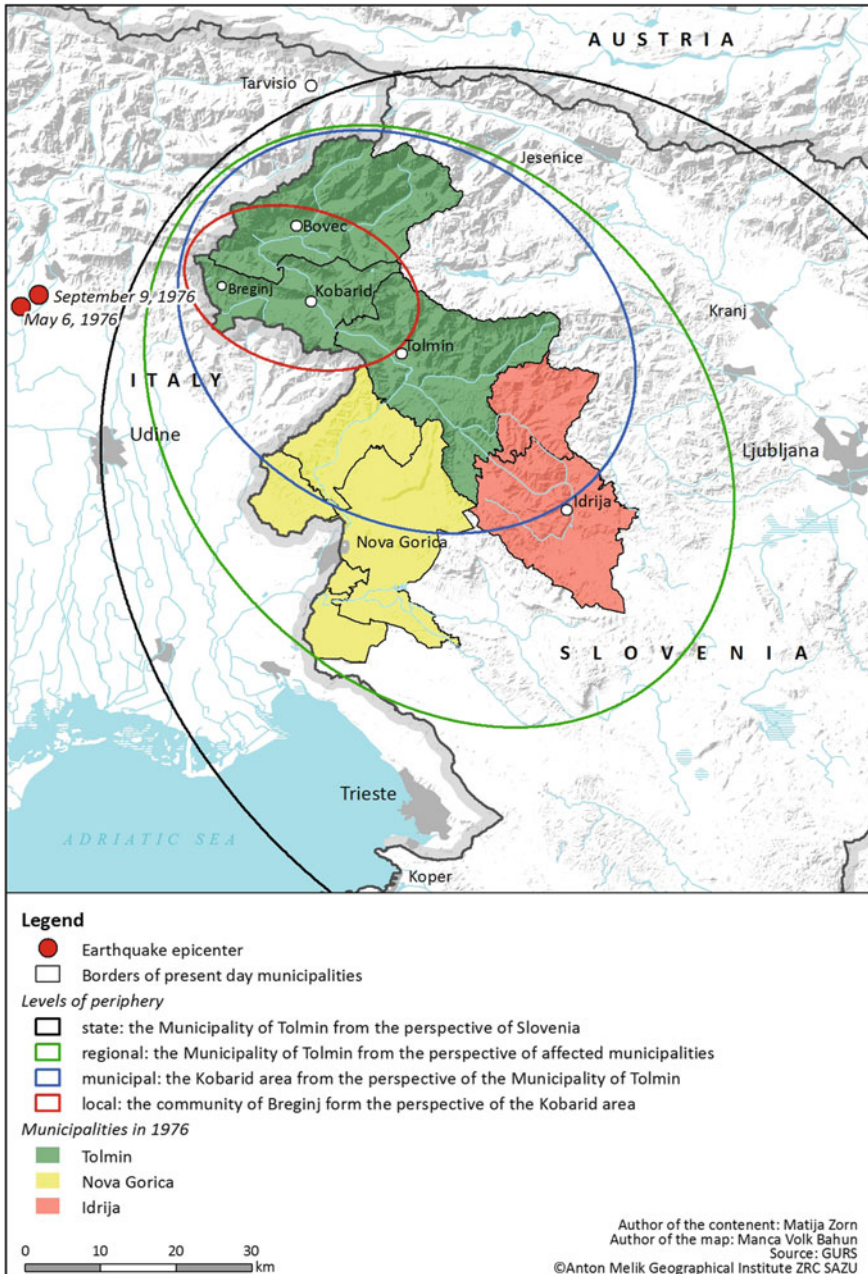 AUSTRIA
Tarvisio
Jesenice
Bovec
Breginj
Kobarid
September 9, 1976
May 6, 1976
Kranj
Tolmin
ITALY
Udine
Ljubljana
Idrija
Nova Gorica
SLOVENIA
Trieste
ADRIATIC SEA
Koper
Legend
Earthquake epicenter
Borders of present day municipalities
Levels of periphery
state: the Municipality of Tolmin from the perspective of Slovenia
regional: the Municipality of Tolmin from the perspective of affected municipalities
municipal: the Kobarid area from the perspective of the Municipality of Tolmin
local: the community of Breginj form the perspective of the Kobarid area
Municipalities in 1976
Tolmin
Nova Gorica
Idrija
0 10 20 30
km
Author of the contenent: Matija Zorn
Author of the map: Manca Volk Bahun
Source: GURS
©Anton Melik Geographical Institute ZRC SAZU